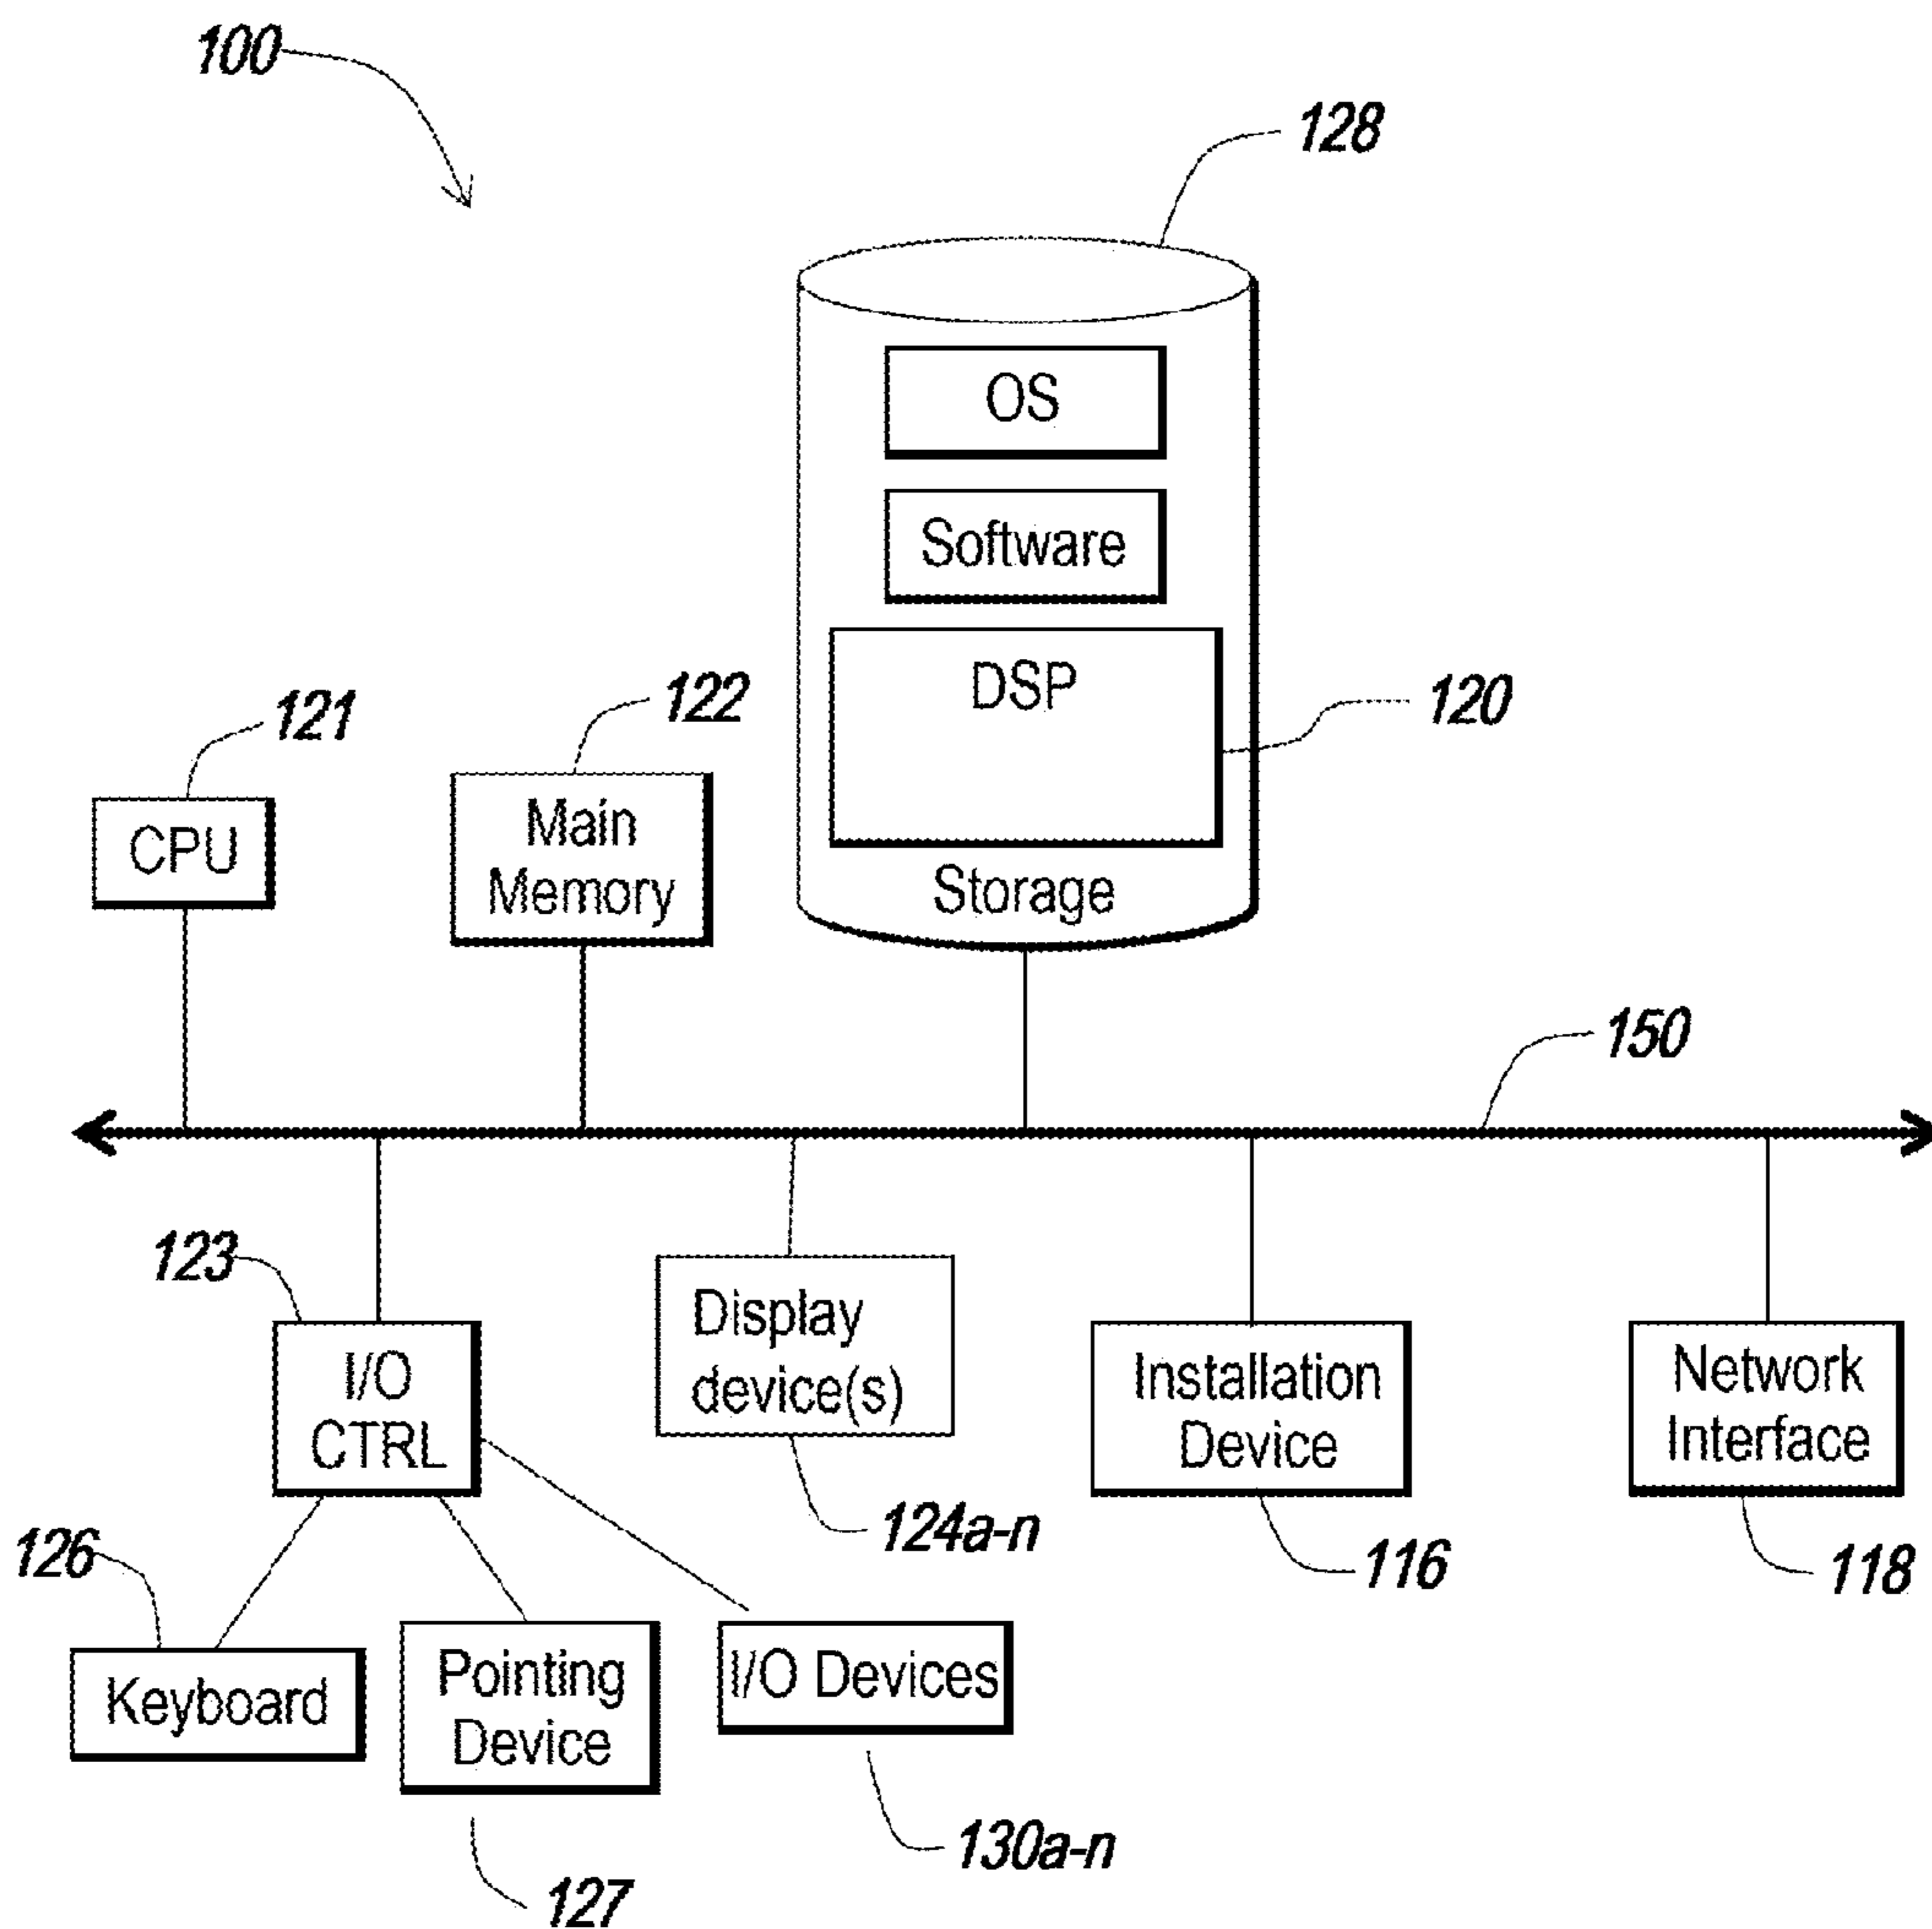 100
128
OS
Software
DSP
120
121
122
CPU
Main
Memory
Storage
150
123
I/O
CTRL
Display
device(s)
Installation
Device
Network
Interface
124a-n
116
118
126
Keyboard
Pointing
Device
I/O Devices
130a-n
127